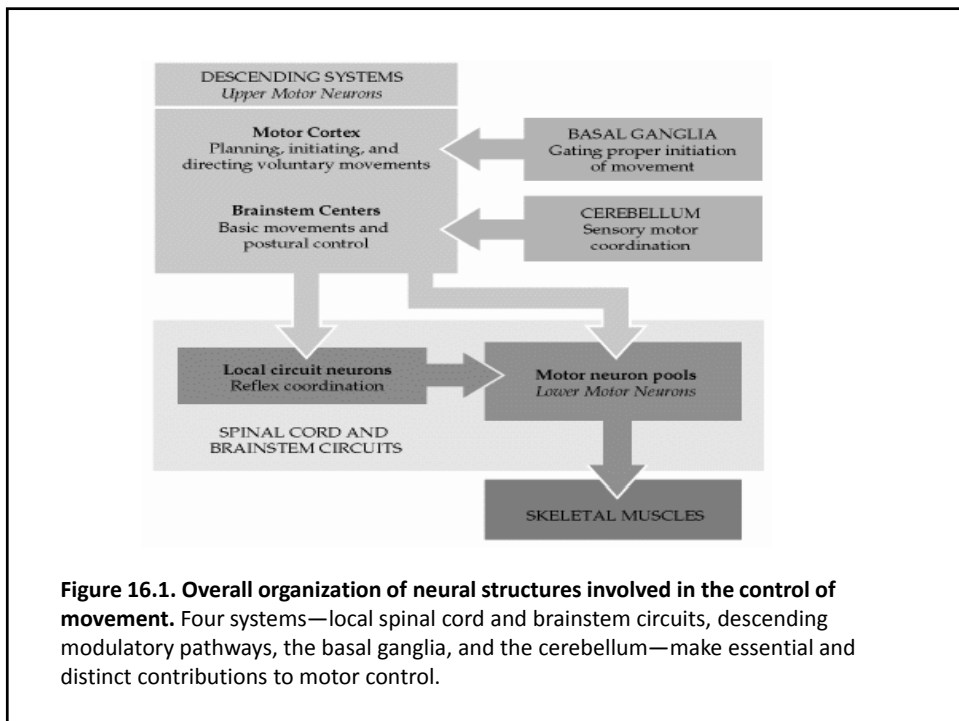 DESCENDING SYSTEMS
Upper Motor Neurons
Motor Cortex
Planning, initiating, and
directing voluntary movements
BASAL GANGLIA
Gating proper initiation
of movement
Brainstem Centers
Basic movements and
postural control
CEREBELLUM
Sensory motor
coordination
Local circuit neurons
Reflex coordination
Motor neuron pools
Lower Motor Neurons
SPINAL CORD AND
BRAINSTEM CIRCUITS
SKELETAL MUSCLES
Figure 16.1. Overall organization of neural structures involved in the control of
movement. Four systems—local spinal cord and brainstem circuits, descending
modulatory pathways, the basal ganglia, and the cerebellum—make essential and
distinct contributions to motor control.